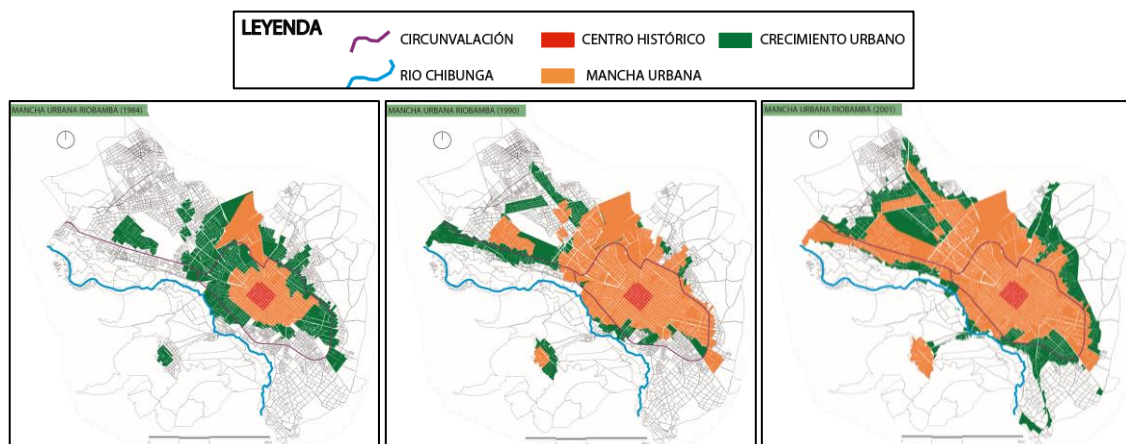 LEYENDA
CIRCUNVALACIÓN
CENTRO HISTÓRICO
CRECIMIENTO URBANO
RIO CHIBUNGA
MANCHA URBANA
MANCHA URBANA RIOBAMBA (1984)
MANCHA URBANA RIOBAMBA (1990)
MANCHA URBANA RIOBAMBA (2001)